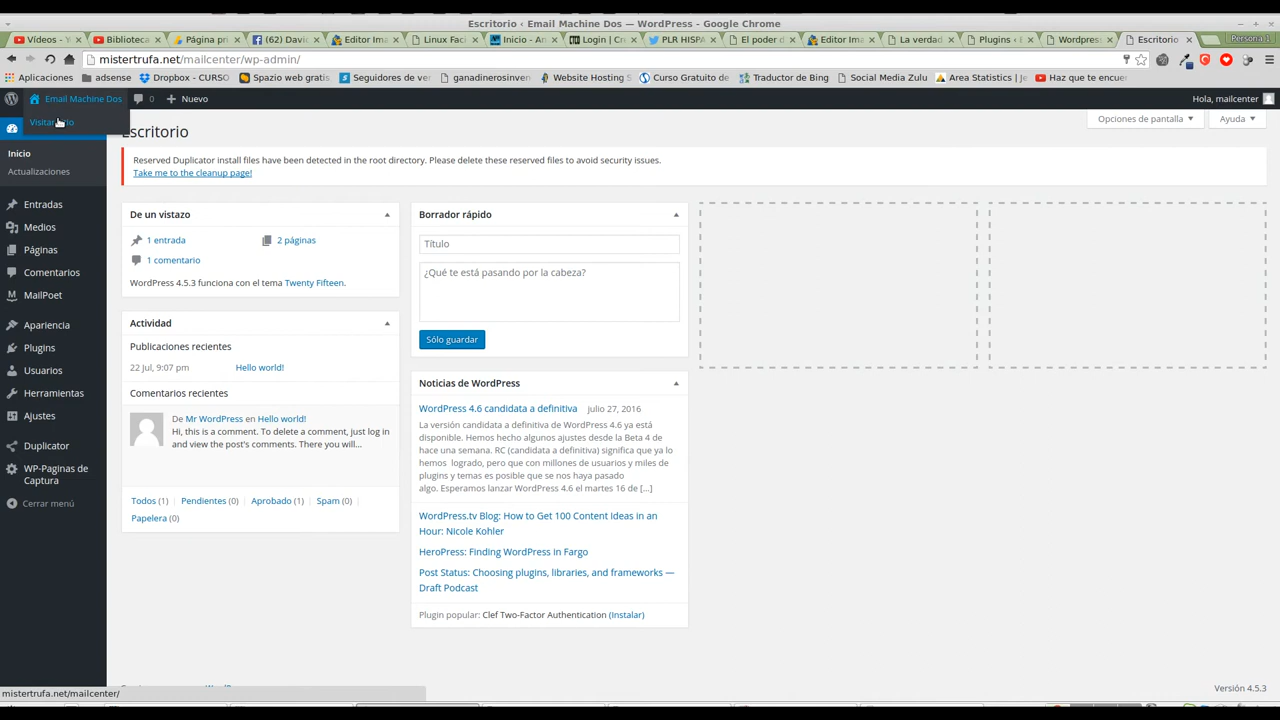 Escritorio ‹ Email Machine Dos — WordPress - Google Chrome
Vídeos - Y
Biblioteca
Página pr
(62) David
Editor Ima
Linux Faci
Inicio - An
Login | Cn
PLR HISPA
El poder d
Editor Ima
La verdad
Plugins ‹
Wordpress
Escritorio
Persona 1
mistertrufa.net/mailcenter/wp-admin/
Aplicaciones
adsense
Dropbox - CURSO
Spazio web gratis
Seguidores de ver
ganadinerosinver
Website Hosting S
Curso Gratuito de
Traductor de Bing
Social Media Zulu
Area Statistics | Je
Haz que te encuen
Email Machine Dos
0
Nuevo
Hola, mailcenter
Opciones de pantalla
Ayuda
Escritorio
Inicio
Actualizaciones
Entradas
Medios
Páginas
Comentarios
MailPoet
Apariencia
Plugins
Usuarios
Herramientas
Ajustes
Duplicator
WP-Paginas de
Captura
Cerrar menú
Reserved Duplicator install files have been detected in the root directory. Please delete these reserved files to avoid security issues.
Take me to the cleanup page!
De un vistazo
1 entrada
2 páginas
1 comentario
WordPress 4.5.3 funciona con el tema Twenty Fifteen.
Actividad
Publicaciones recientes
22 Jul, 9:07 pm
Hello world!
Comentarios recientes
De Mr WordPress en Hello world!
Hi, this is a comment. To delete a comment, just log in
and view the post's comments. There you will…
Todos (1)
Pendientes (0)
Aprobado (1)
Spam (0)
Papelera (0)
Borrador rápido
Título
¿Qué te está pasando por la cabeza?
Sólo guardar
Noticias de WordPress
WordPress 4.6 candidata a definitiva julio 27, 2016
La versión candidata a definitiva de WordPress 4.6 ya está
disponible. Hemos hecho algunos ajustes desde la Beta 4 de
hace una semana. RC (candidata a definitiva) significa que ya lo
hemos logrado, pero que con millones de usuarios y miles de
plugins y temas es posible que se nos haya pasado
algo. Esperamos lanzar WordPress 4.6 el martes 16 de […]
WordPress.tv Blog: How to Get 100 Content Ideas in an
Hour: Nicole Kohler
HeroPress: Finding WordPress in Frago
Post Status: Choosing plugins, libraries, and frameworks —
Draft Podcast
Plugin popular: Clef Two-Factor Authentication (Instalar)
mistertrufa.net/mailcenter/
Versión 4.5.3